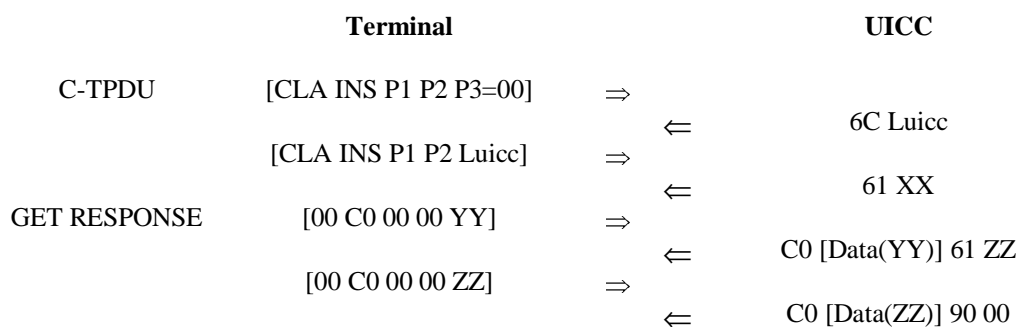 Terminal UICC
C-TPDU [CLA INS P1 P2 P3=00] ⇒
⇐ 6C Luicc
[CLA INS P1 P2 Luicc] ⇒
⇐ 61 XX
GET RESPONSE [00 C0 00 00 YY] ⇒
⇐ C0 [Data(YY)] 61 ZZ
[00 C0 00 00 ZZ] ⇒
⇐ C0 [Data(ZZ)] 90 00